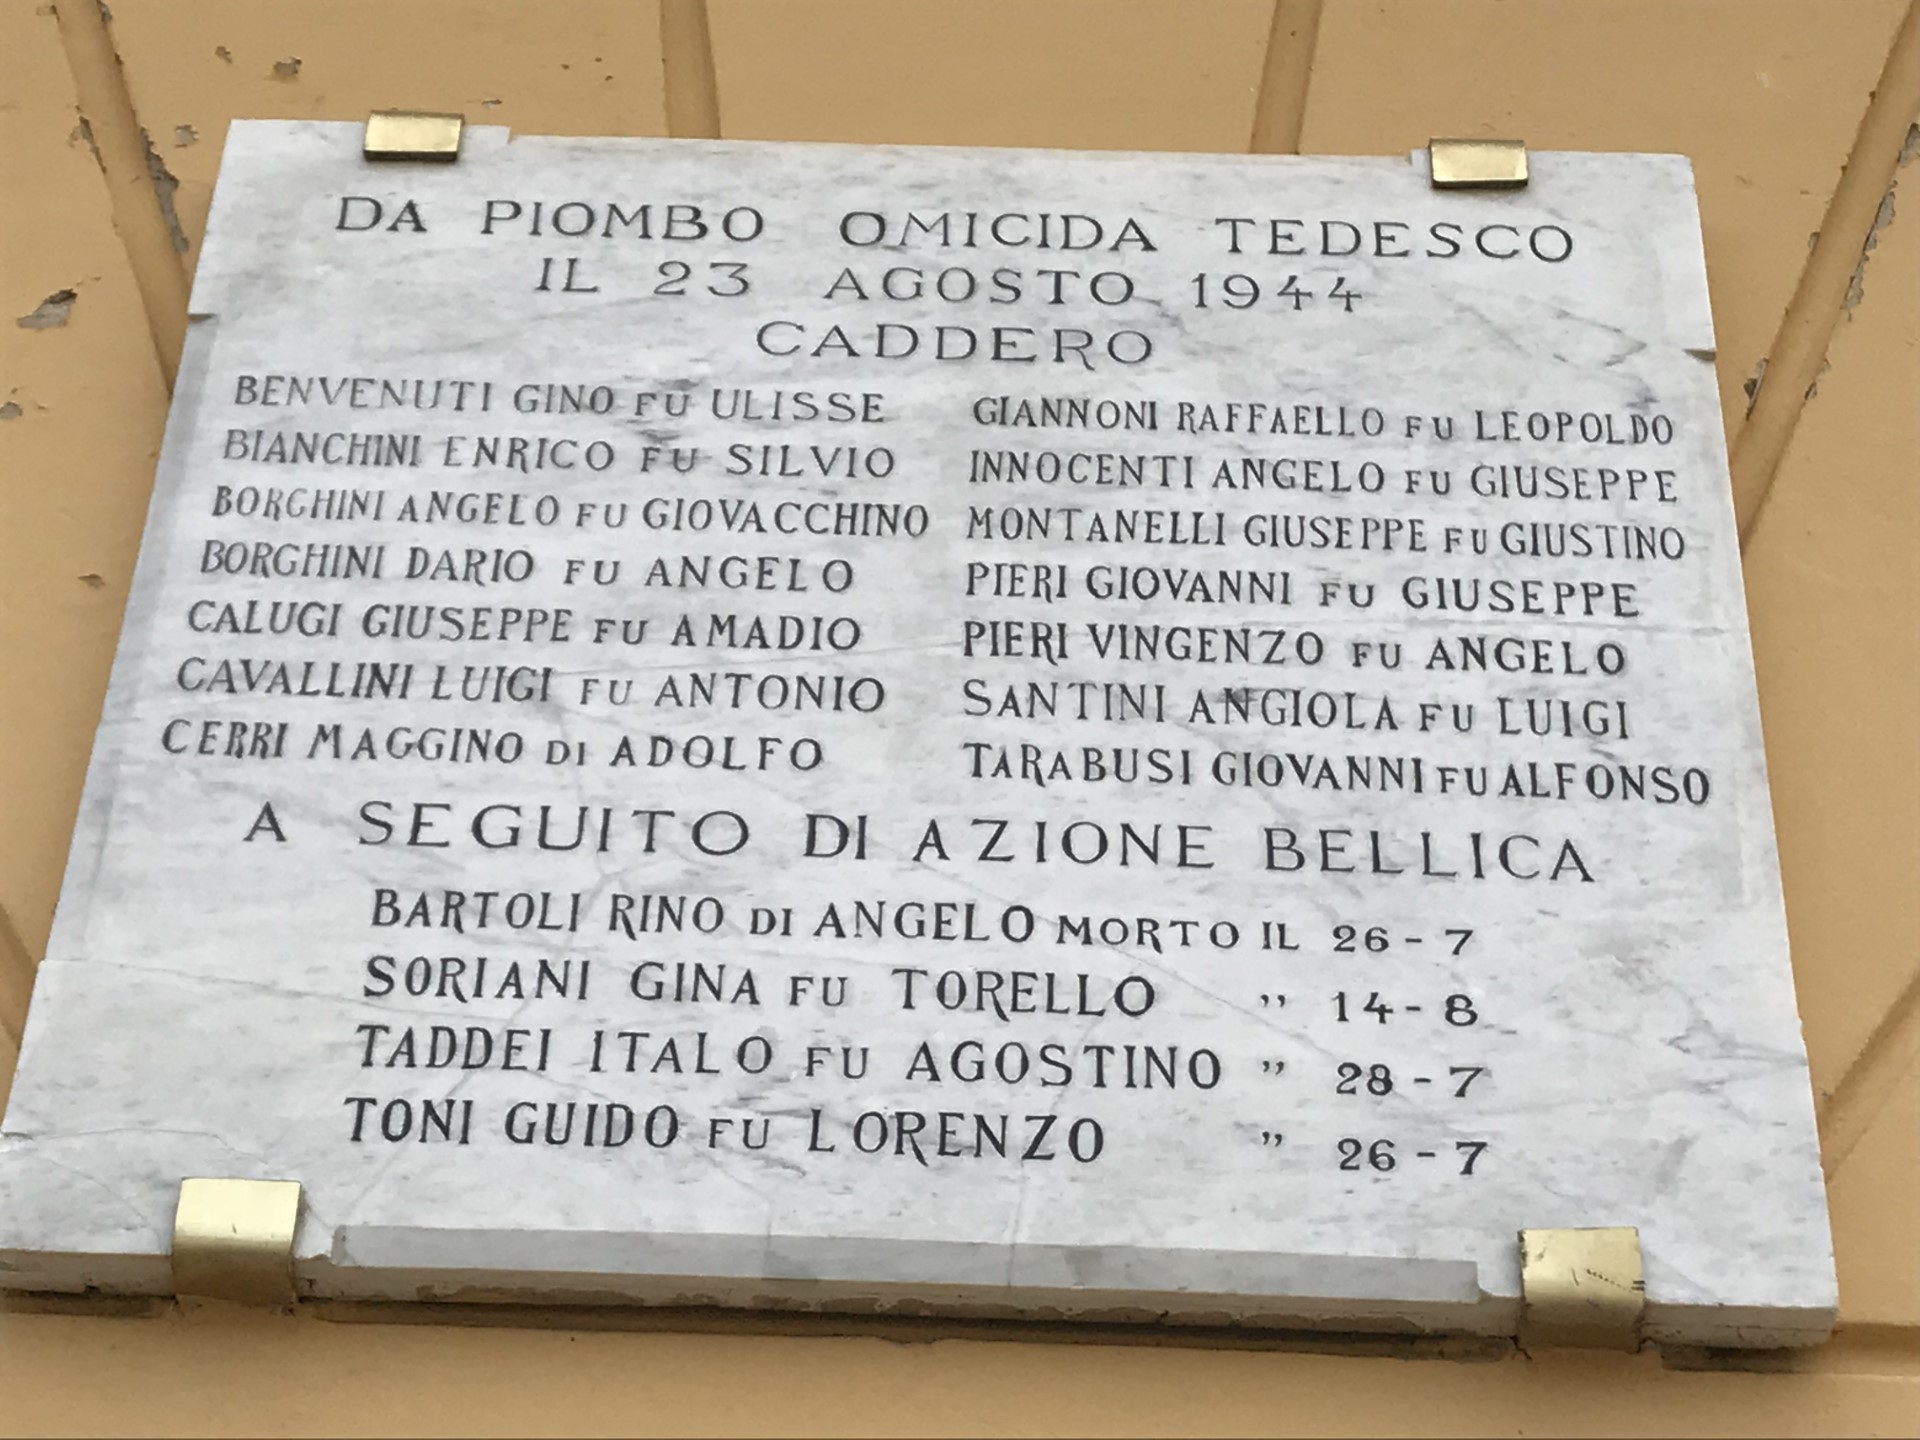 DA PIOMBO OMICIDA TEDESCO
IL 23 AGOSTO 1944
CADDERO
BENVENUTI GINO FU ULISSE
BIANCHINI ENRICO FU SILVIO
BORGHINI ANGELO FU GIOVACCHINO
BORGHINI DARIO FU ANGELO
CALUGI GIUSEPPE FU AMADIO
CAVALLINI LUIGI FU ANTONIO
CERRI MAGGINO DI ADOLFO
GIANNONI RAFFAELLO FU LEOPOLDO
INNOCENTI ANGELO FU GIUSEPPE
MONTANELLI GIUSEPPE FU GIUSTINO
PIERI GIOVANNI FU GIUSEPPE
PIERI VINGENZO FU ANGELO
SANTINI ANGIOLA FU LUIGI
TARABUSI GIOVANNI FU ALFONSO
A SEGUITO DI AZIONE BELLICA
BARTOLI RINO DI ANGELO MORTO IL 26-7
SORIANI GINA FU TORELLO " 14-8
TADDEI ITALO FU AGOSTINO " 28-7
TONI GUIDO FU LORENZO " 26-7